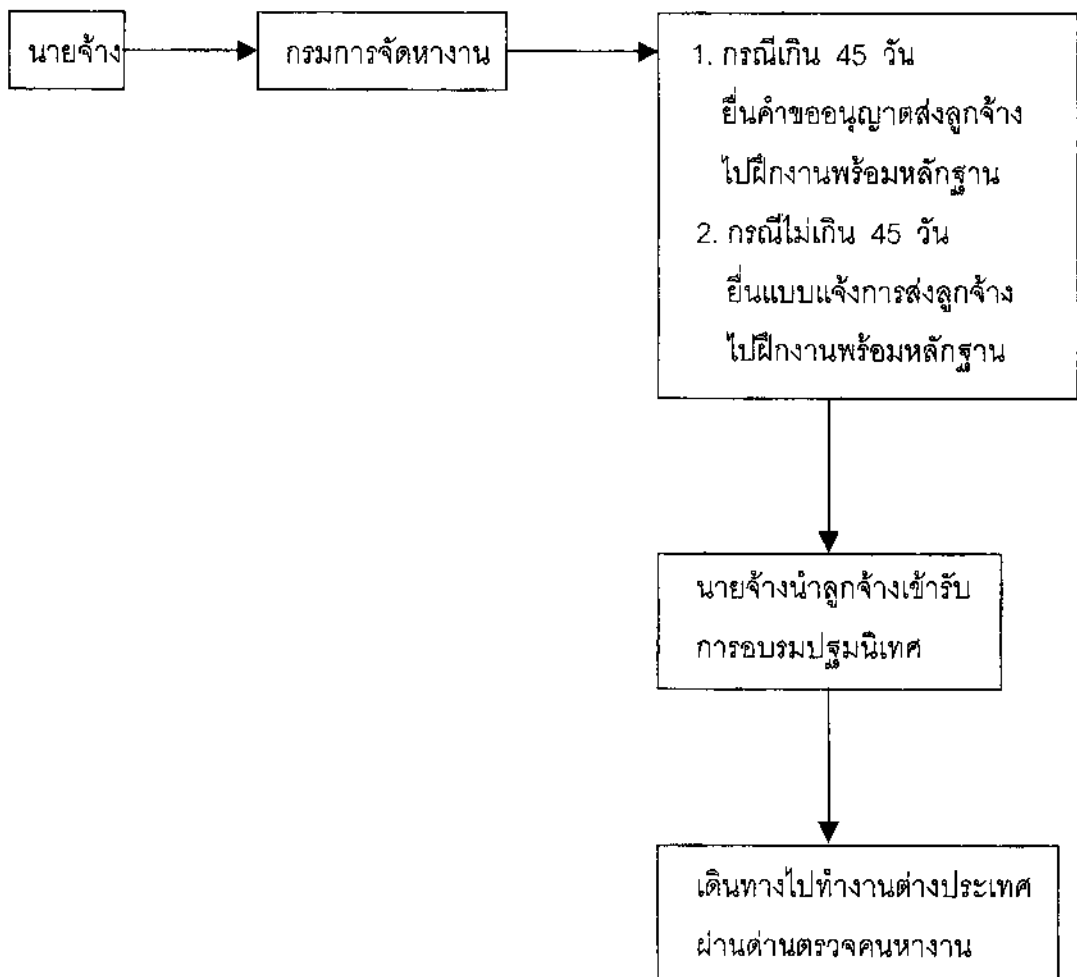 นายจ้าง
กรมการจัดหางาน
1. กรณีเกิน 45 วัน
ยื่นคำขออนุญาตส่งลูกจ้าง
ไปฝึกงานพร้อมหลักฐาน
2. กรณีไม่เกิน 45 วัน
ยื่นแบบแจ้งการส่งลูกจ้าง
ไปฝึกงานพร้อมหลักฐาน
นายจ้างนำลูกจ้างเข้ารับ
การอบรมปฐมนิเทศ
เดินทางไปทำงานต่างประเทศ
ผ่านด่านตรวจคนหางาน